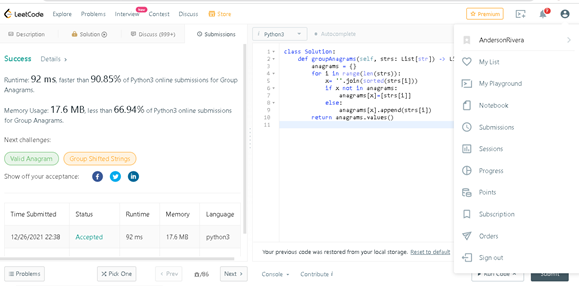 LeetCode Explore Problems Interview New Contest Discuss Store Premium
Description Solution Discuss (999+) Submissions
Python3 Autocomplete
AndersonRivera
My List
My Playground
Notebook
Submissions
Sessions
Progress
Points
Subscription
Orders
Sign out
Success Details
Runtime: 92 ms, faster than 90.85% of Python3 online submissions for Group
Anagrams.
Memory Usage: 17.6 MB, less than 66.94% of Python3 online submissions
for Group Anagrams.
Next challenges:
Valid Anagram Group Shifted Strings
Show off your acceptance:
Time Submitted Status Runtime Memory Language
12/26/2021 22:38 Accepted 92 ms 17.6 MB python3
1 class Solution:
2 def groupAnagrams(self, strs: List[str]) -> Li
3 anagrams = {}
4 for i in range(len(strs)):
5 x= ''.join(sorted(strs[i]))
6 if x not in anagrams:
7 anagrams[x]=[strs[i]]
8 else:
9 anagrams[x].append(strs[i])
10 return anagrams.values()
11
Your previous code was restored from your local storage. Reset to default
Problems Pick One Prev /86 Next Console Contribute Run Code Submit